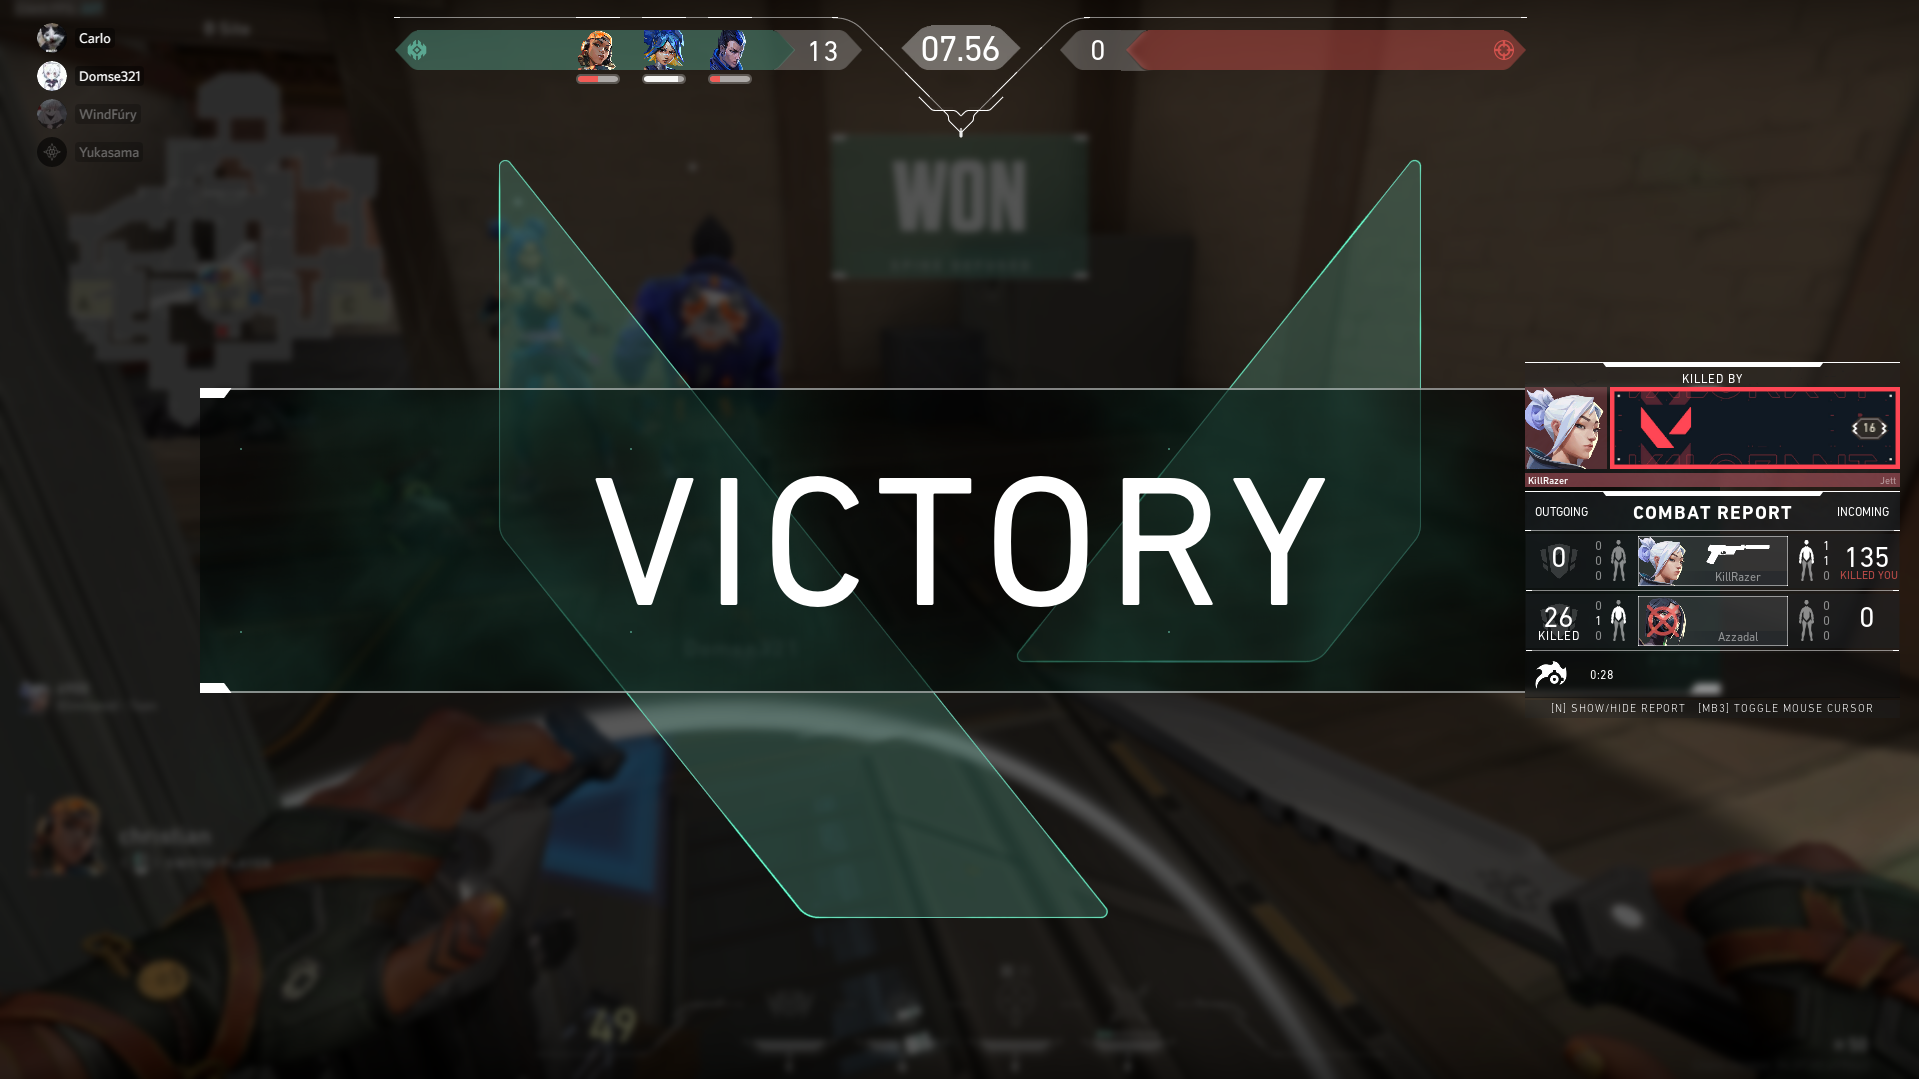 Carlo
Domse321
WindFúry
Yukasama
13
07.56
0
WON
VICTORY
KILLED BY
16
KillRazer
Jett
OUTGOING
COMBAT REPORT
INCOMING
0
0
0
0
KillRazer
1
1
0
135
KILLED YOU
26
KILLED
0
1
0
Azzadal
0
0
0
0
0:28
[N] SHOW/HIDE REPORT [MB3] TOGGLE MOUSE CURSOR
49